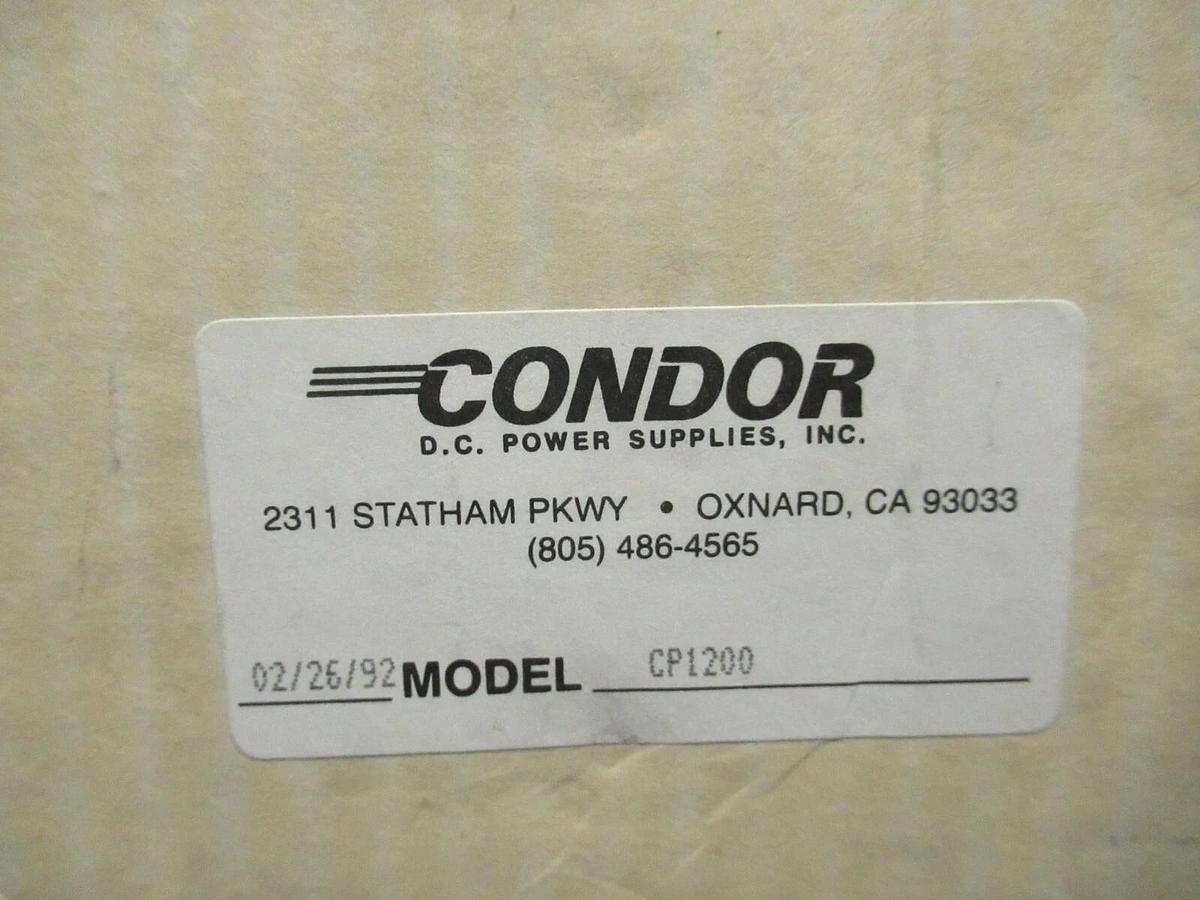 CONDOR
D.C. POWER SUPPLIES, INC.
2311 STATHAM PKWY • OXNARD, CA 93033
(805) 486-4565
02/26/92 MODEL CP1200